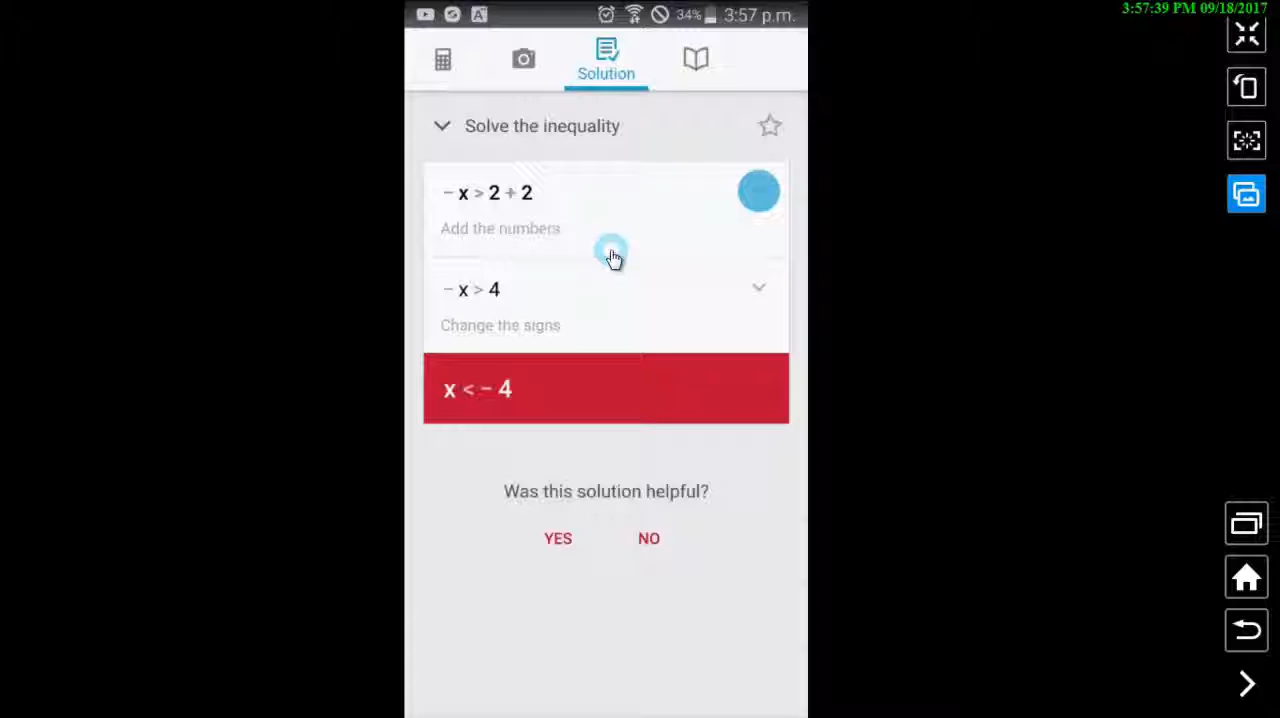 3:57:39 PM 09/18/2017
34% 3:57 p.m.
Solution
Solve the inequality
− x > 2 + 2
Add the numbers
− x > 4
Change the signs
x < − 4
Was this solution helpful?
YES NO